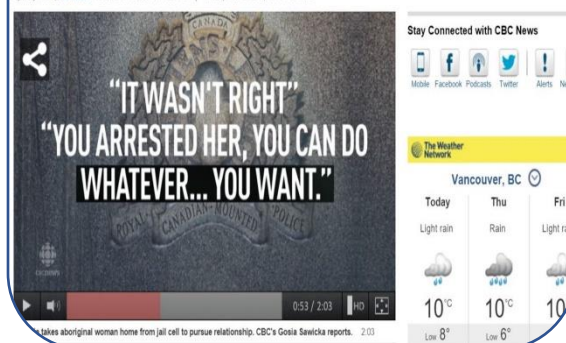 Stay Connected with CBC News
Mobile Facebook Podcasts Twitter Alerts
CANADA
"IT WASN'T RIGHT"
"YOU ARRESTED HER, YOU CAN DO
WHATEVER... YOU WANT."
ROYAL CANADIAN MOUNTED POLICE
0:53 / 2:03 HD
takes aboriginal woman home from jail cell to pursue relationship. CBC's Gosia Sawicka reports. 2:03
The Weather
Network
Vancouver, BC
Today Thu Fri
Light rain Rain Light
10°C 10°C 10
Low 8° Low 6°